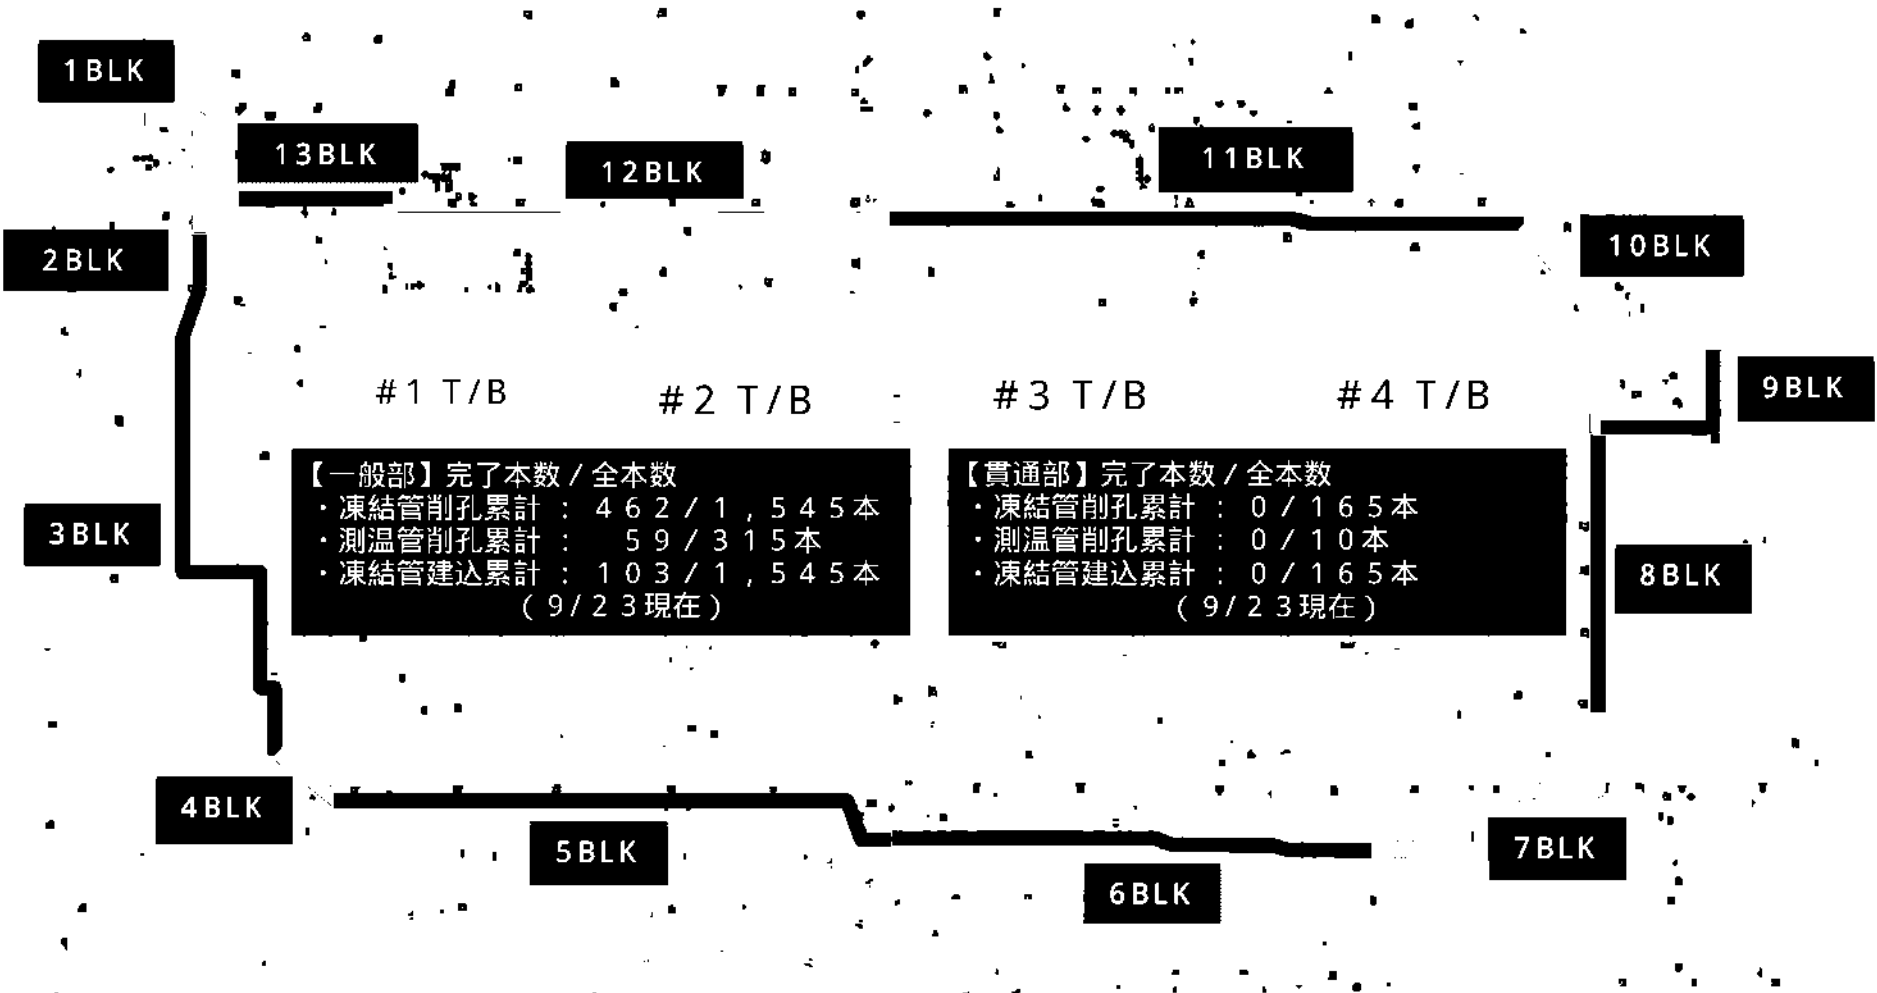 1BLK
13BLK
12BLK
11BLK
2BLK
10BLK
#1 T/B
#2 T/B
#3 T/B
#4 T/B
9BLK
【一般部】完了本数/全本数
・凍結管削孔累計 : 462/1,545本
・測温管削孔累計 : 59/315本
・凍結管建込累計 : 103/1,545本
(9/23現在)
【貫通部】完了本数/全本数
・凍結管削孔累計 : 0/165本
・測温管削孔累計 : 0/10本
・凍結管建込累計 : 0/165本
(9/23現在)
3BLK
8BLK
4BLK
5BLK
6BLK
7BLK